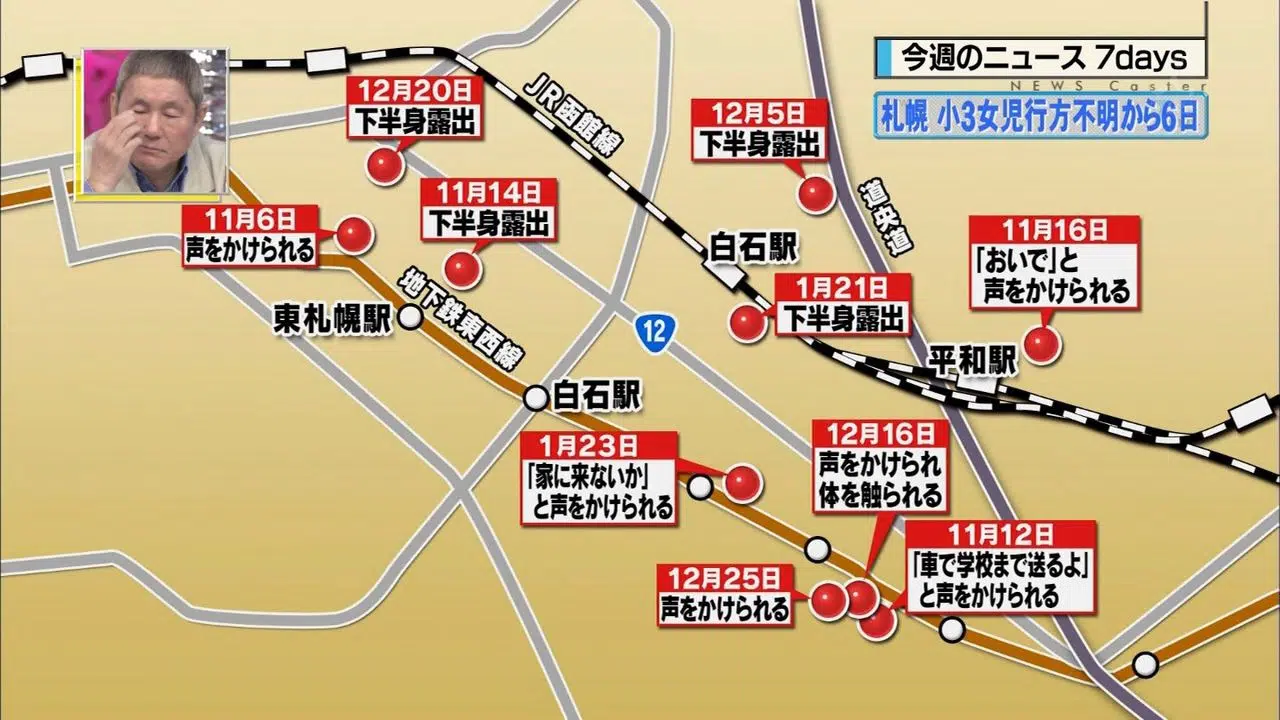 今週のニュース 7days
NEWS Caster
札幌 小3女児行方不明から6日
12月20日
下半身露出
JR函館線
12月5日
下半身露出
11月14日
下半身露出
道央道
11月6日
声をかけられる
白石駅
11月16日
「おいで」と
声をかけられる
地下鉄東西線
1月21日
下半身露出
東札幌駅
12
平和駅
白石駅
1月23日
「家に来ないか」
と声をかけられる
12月16日
声をかけられ
体を触られる
11月12日
「車で学校まで送るよ」
と声をかけられる
12月25日
声をかけられる